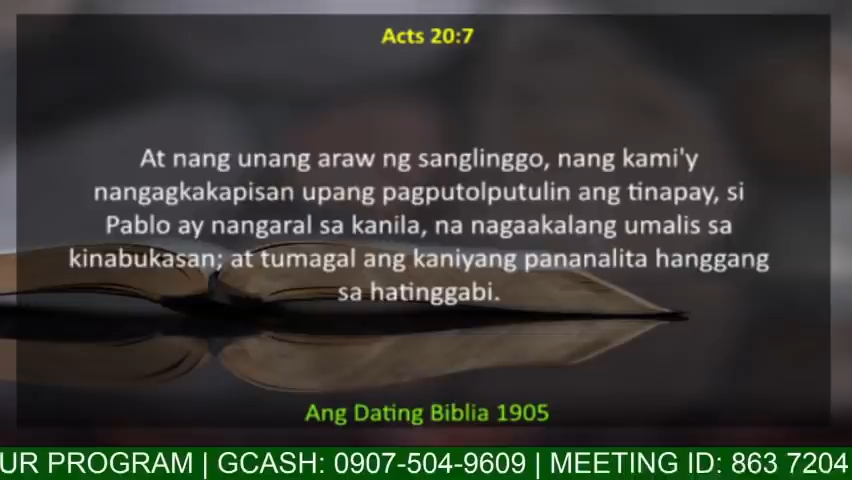 Acts 20:7
At nang unang araw ng sanglinggo, nang kami'y
nangagkakapisan upang pagputolputulin ang tinapay, si
Pablo ay nangaral sa kanila, na nagaakalang umalis sa
kinabukasan; at tumagal ang kaniyang pananalita hanggang
sa hatinggabi.
Ang Dating Biblia 1905
UR PROGRAM | GCASH: 0907-504-9609 | MEETING ID: 863 7204